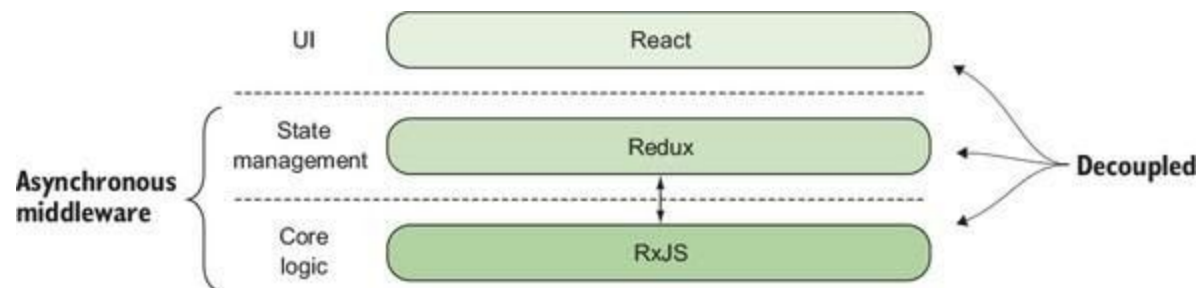 UI
React
State
management
Redux
Asynchronous
middleware
Decoupled
Core
logic
RxJS